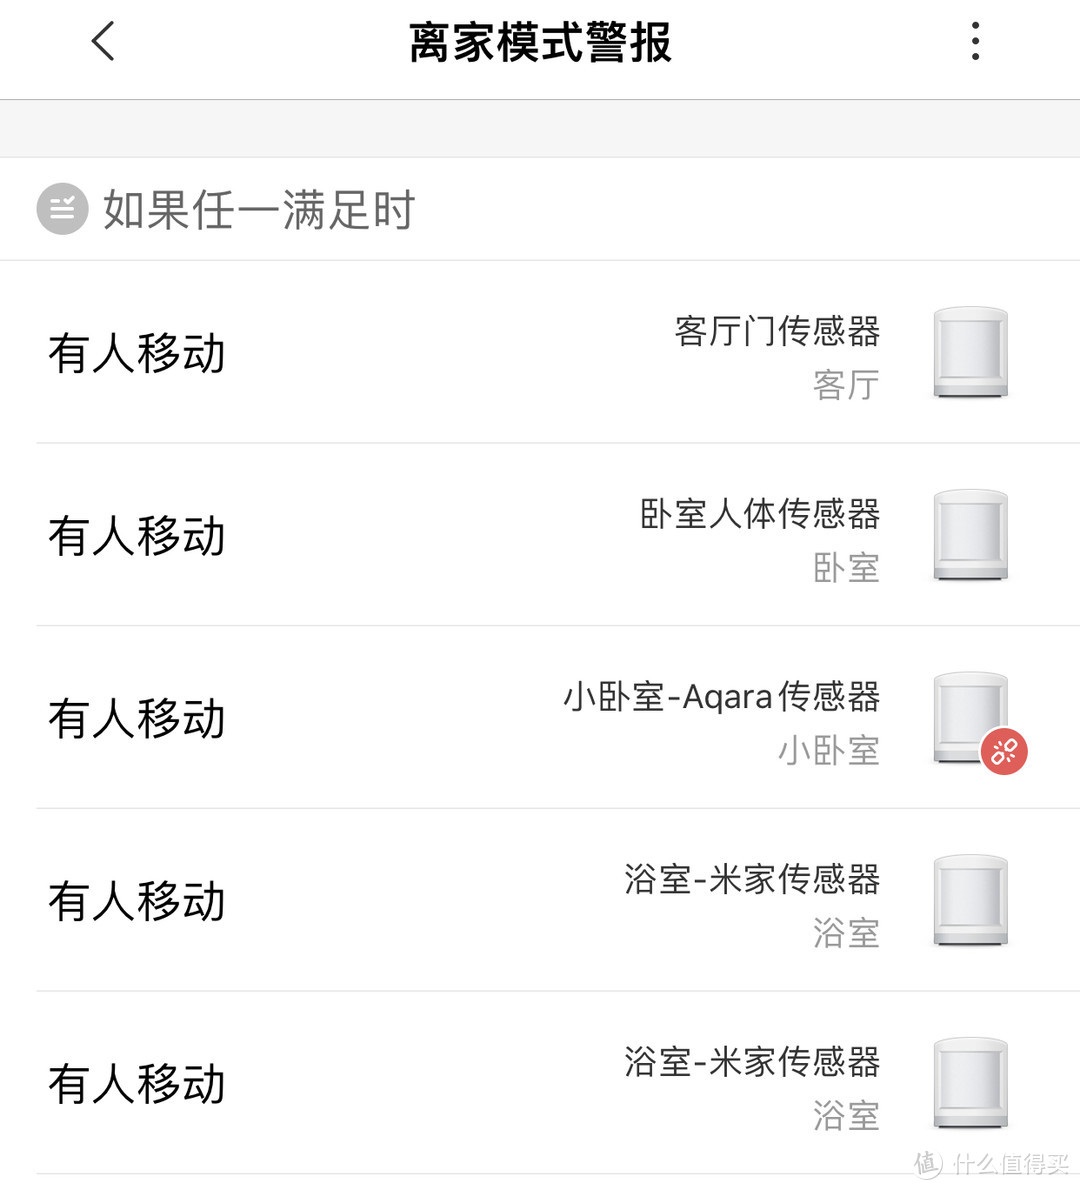 离家模式警报
如果任一满足时
有人移动
客厅门传感器
客厅
有人移动
卧室人体传感器
卧室
有人移动
小卧室-Aqara传感器
小卧室
有人移动
浴室-米家传感器
浴室
有人移动
浴室-米家传感器
浴室
值 什么值得买